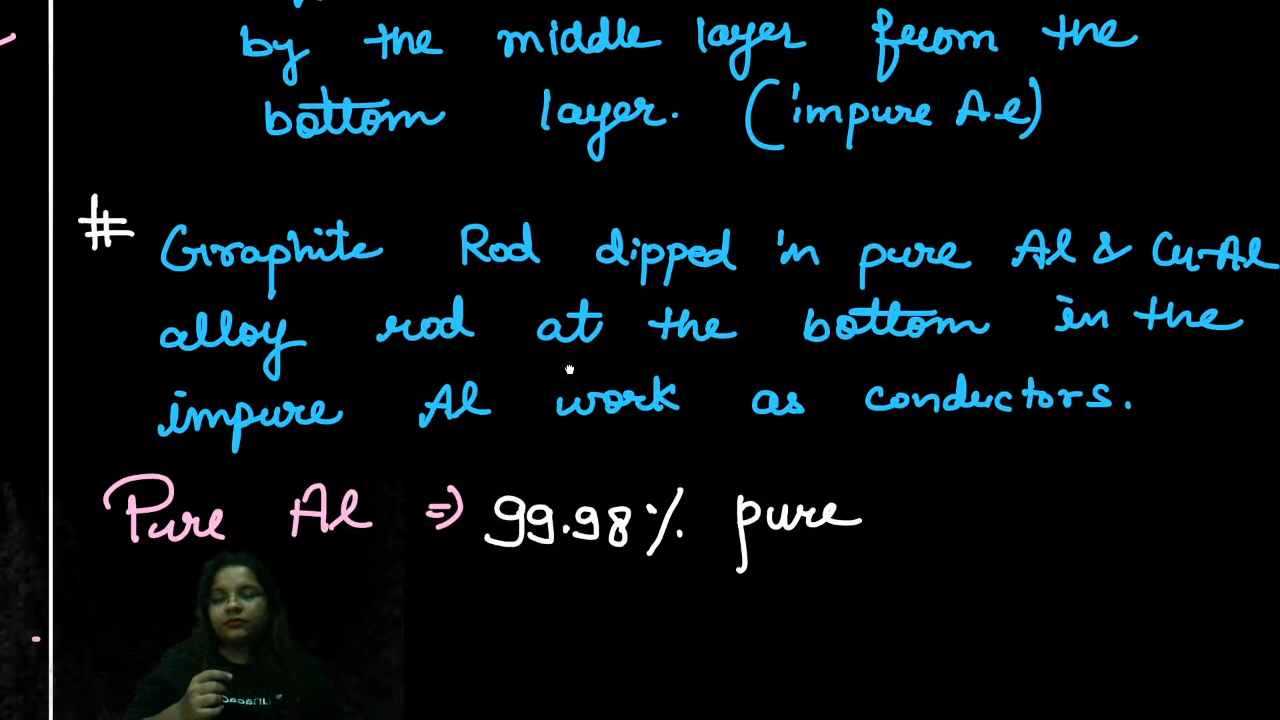 by the middle layer from the
bottom layer. (impure Al)
# Graphite Rod dipped in pure Al & Cu-Al
alloy rod at the bottom in the
impure Al work as conductors.
Pure Al => 99.98% pure